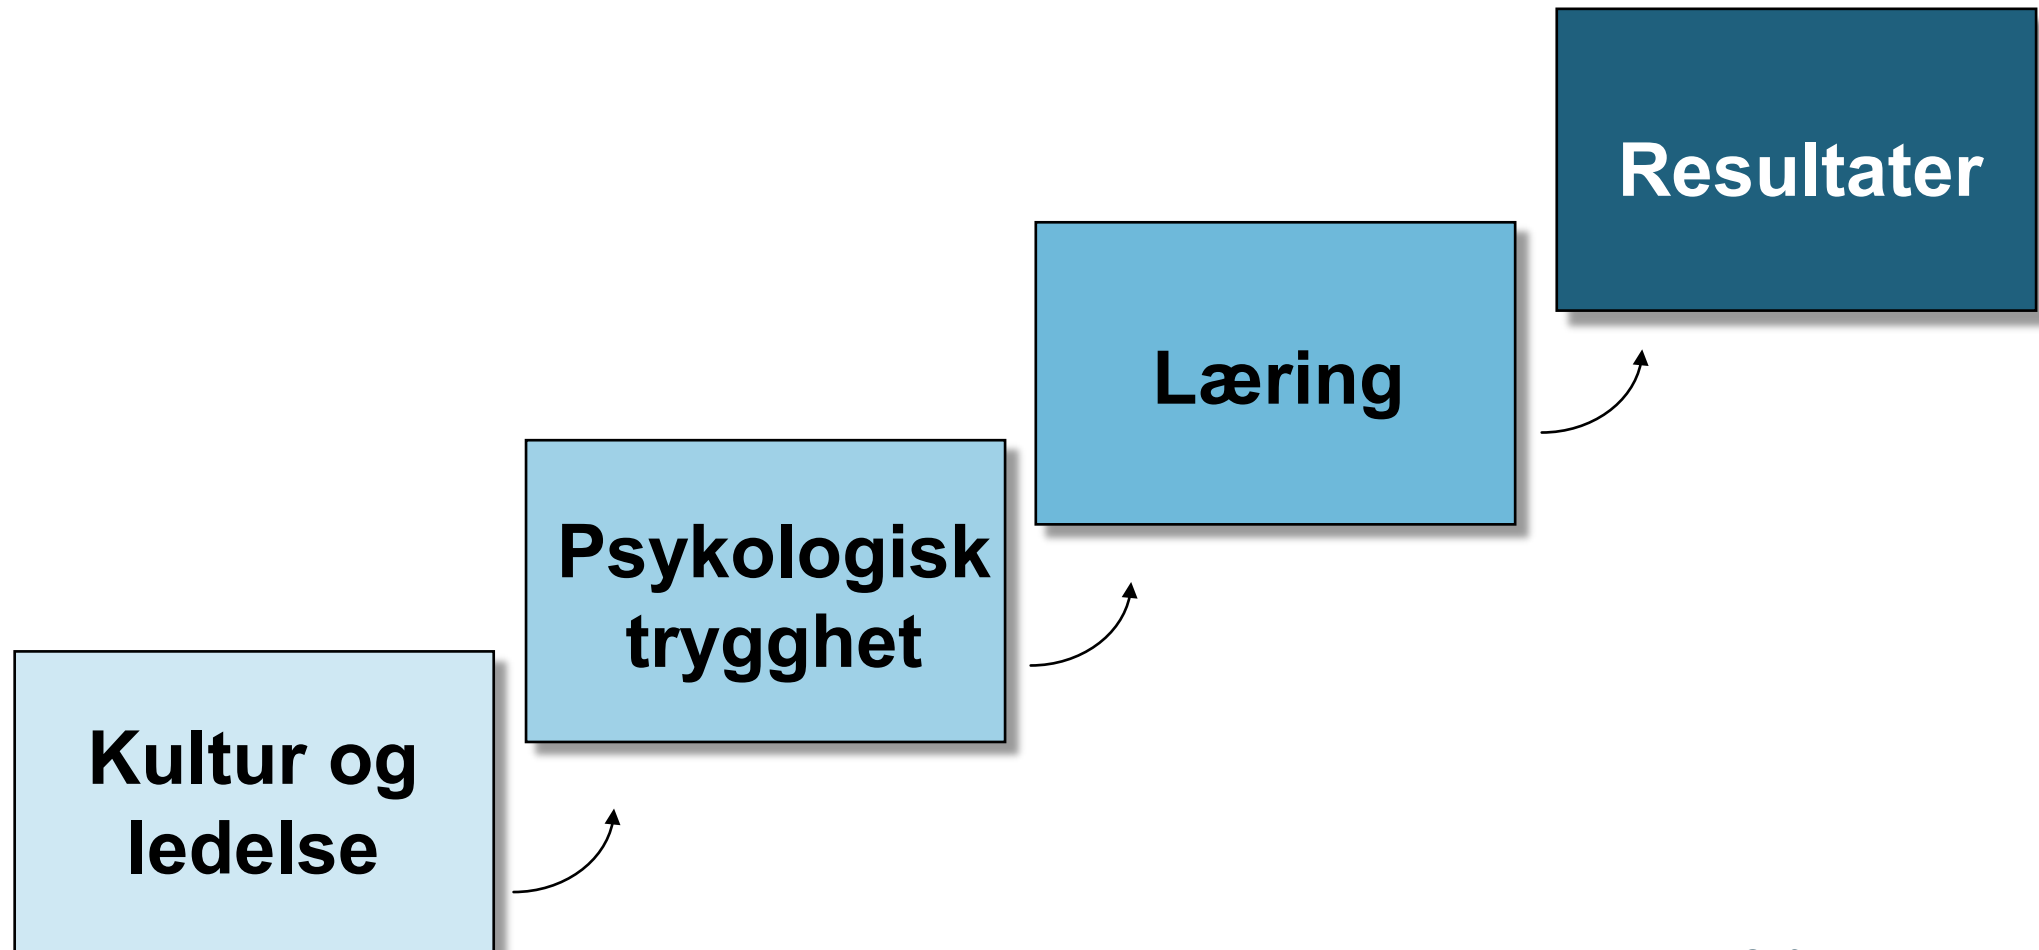 Resultater
Læring
Psykologisk
trygghet
Kultur og
ledelse